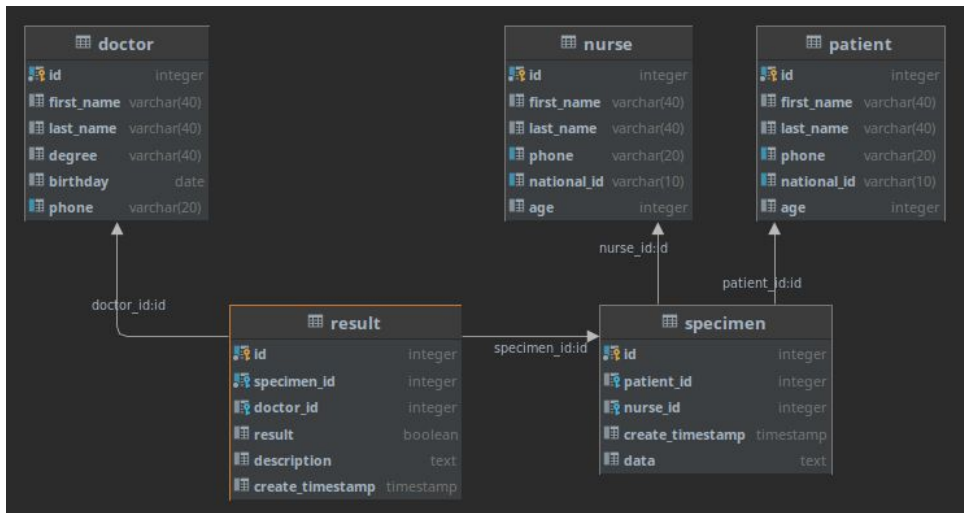 doctor
id integer
first_name varchar(40)
last_name varchar(40)
degree varchar(40)
birthday date
phone varchar(20)
nurse
id integer
first_name varchar(40)
last_name varchar(40)
phone varchar(20)
national_id varchar(10)
age integer
patient
id integer
first_name varchar(40)
last_name varchar(40)
phone varchar(20)
national_id varchar(10)
age integer
nurse_id:id
patient_id:id
doctor_id:id
specimen_id:id
result
id integer
specimen_id integer
doctor_id integer
result boolean
description text
create_timestamp timestamp
specimen
id integer
patient_id integer
nurse_id integer
create_timestamp timestamp
data text